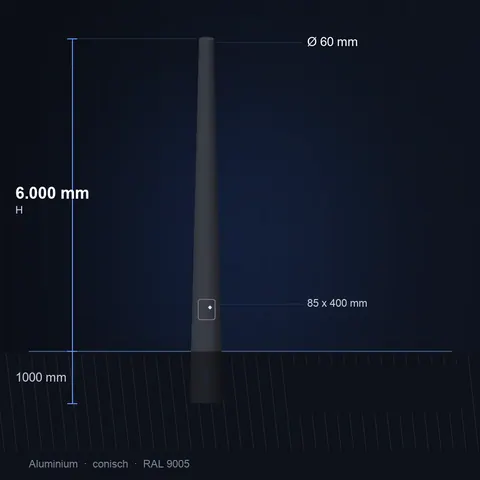 Ø 60 mm
6.000 mm
H
85 x 400 mm
1000 mm
Aluminium · conisch · RAL 9005